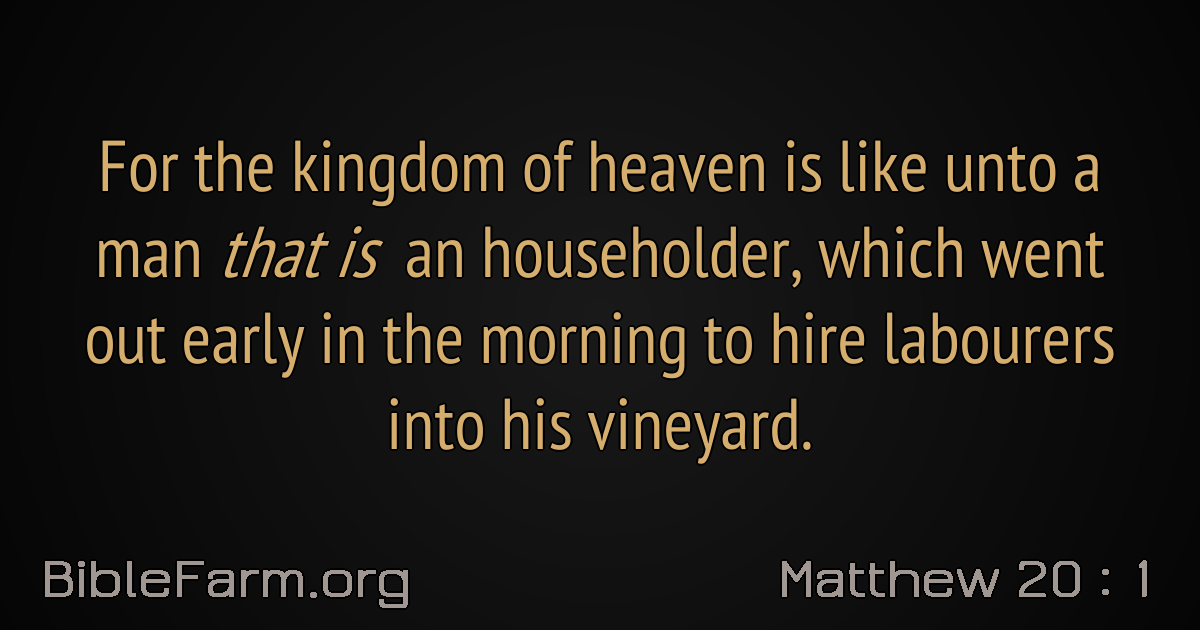 For the kingdom of heaven is like unto a
man that is an householder, which went
out early in the morning to hire labourers
into his vineyard.
BibleFarm.org
Matthew 20 : 1